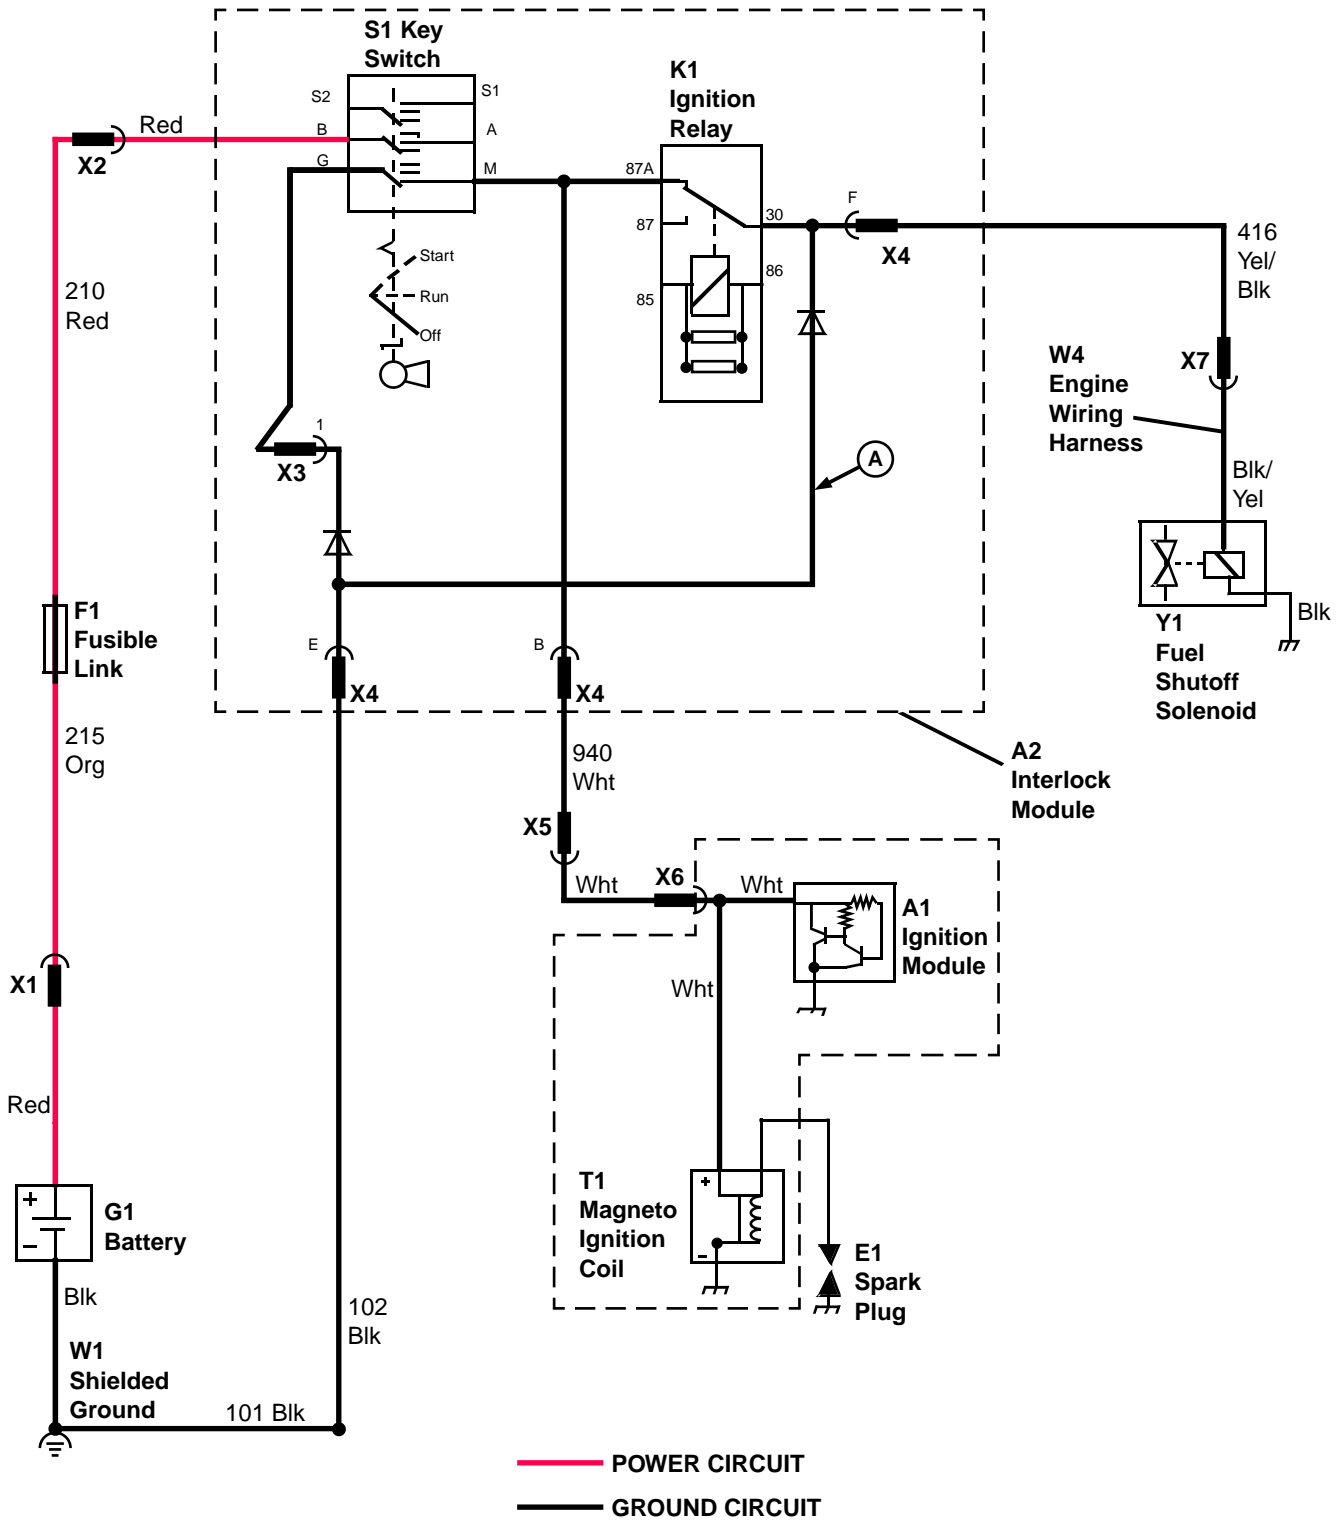 S1 Key
Switch
K1
Ignition
Relay
S2
S1
B
A
G
M
87A
87
30
85
86
F
X4
Red
X2
210
Red
Start
Run
Off
1
X3
A
416
Yel/
Blk
X7
W4
Engine
Wiring
Harness
Blk/
Yel
Blk
Y1
Fuel
Shutoff
Solenoid
F1
Fusible
Link
E
X4
B
X4
215
Org
940
Wht
A2
Interlock
Module
X5
Wht
X6
Wht
A1
Ignition
Module
Wht
X1
Red
+
–
G1
Battery
Blk
W1
Shielded
Ground
101 Blk
102
Blk
T1
Magneto
Ignition
Coil
+
–
E1
Spark
Plug
POWER CIRCUIT
GROUND CIRCUIT